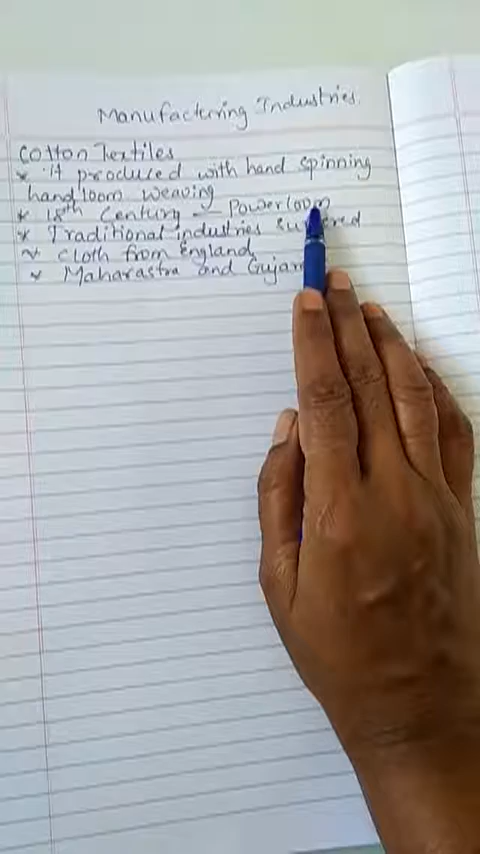 Manufacturing Industries.
Cotton Textiles
* It produced with hand spinning
handloom weaving
* 18th Century — Powerloom
* Traditional industries suffered
* cloth from England
* Maharastra and